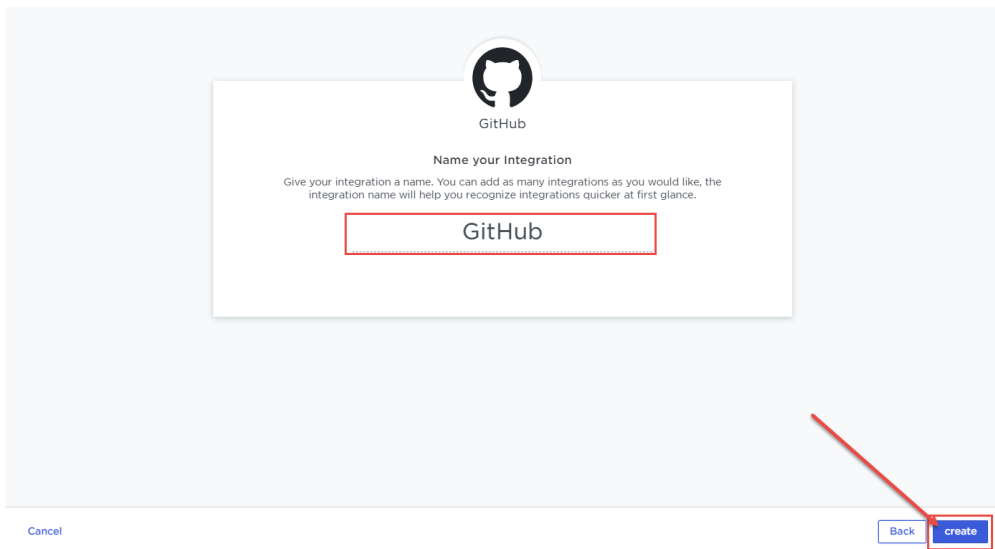 GitHub
Name your Integration
Give your integration a name. You can add as many integrations as you would like, the
integration name will help you recognize integrations quicker at first glance.
GitHub
Cancel
Back
create